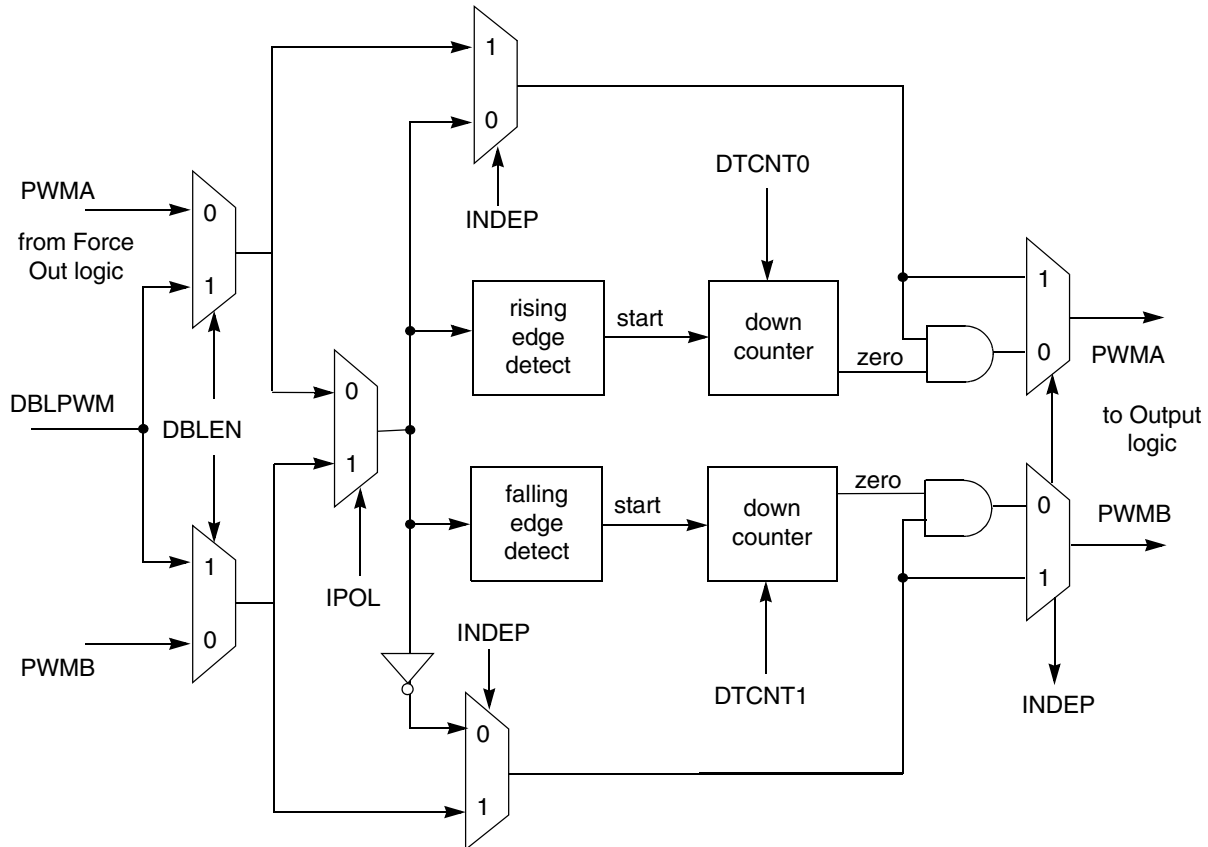 1
0
INDEP
DTCNT0
PWMA
from Force
Out logic
0
1
rising
edge
detect
start
down
counter
zero
1
0
PWMA
DBLPWM
DBLEN
0
1
IPOL
to Output
logic
falling
edge
detect
start
down
counter
zero
0
1
PWMB
1
0
PWMB
INDEP
DTCNT1
INDEP
0
1